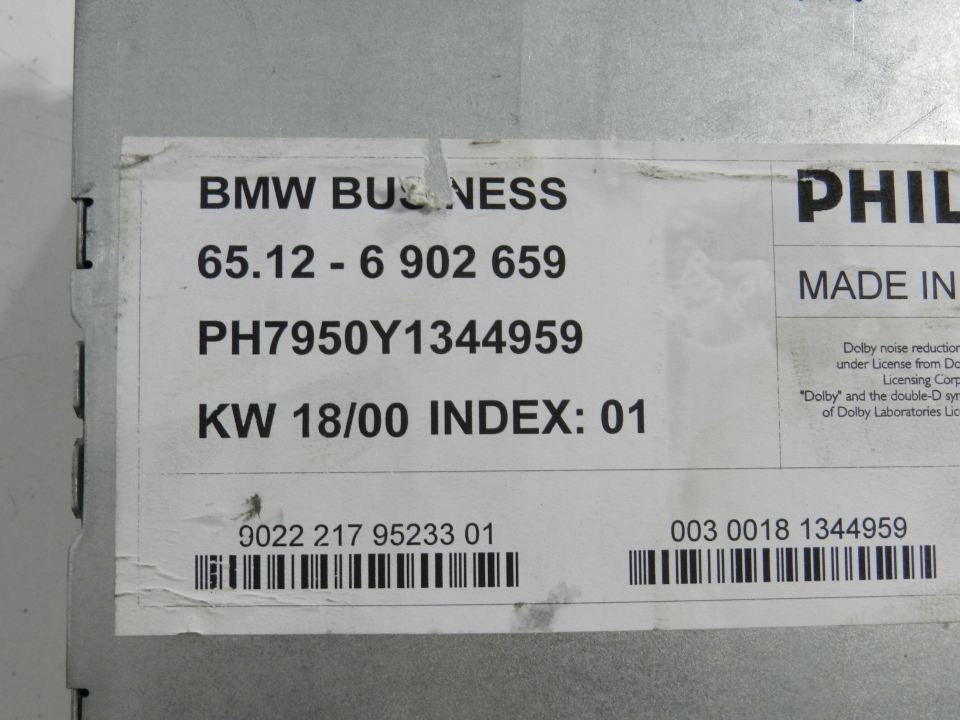 BMW BUSINESS
65.12 - 6 902 659
PH7950Y1344959
KW 18/00 INDEX: 01
9022 217 95233 01
003 0018 1344959
PHIL
MADE IN
Dolby noise reduction
under License from Do
Licensing Corp
"Dolby" and the double-D sym
of Dolby Laboratories Lic